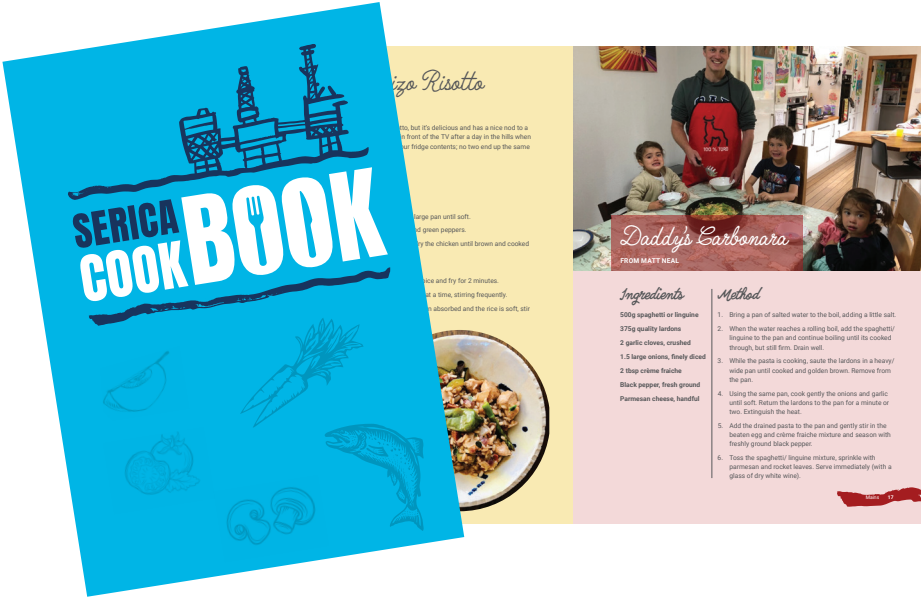 SERICA
COOK
BOOK
izo Risotto
tto, but it's delicious and has a nice nod to a
n front of the TV after a day in the hills when
ur fridge contents; no two end up the same
large pan until soft.
d green peppers.
ry the chicken until brown and cooked
pice and fry for 2 minutes.
at a time, stirring frequently.
n absorbed and the rice is soft, stir
100% TORO
Daddy's Carbonara
FROM MATT NEAL
Ingredients
500g spaghetti or linguine
375g quality lardons
2 garlic cloves, crushed
1.5 large onions, finely diced
2 tbsp crème fraîche
Black pepper, fresh ground
Parmesan cheese, handful
Method
1. Bring a pan of salted water to the boil, adding a little salt.
2. When the water reaches a rolling boil, add the spaghetti/
linguine to the pan and continue boiling until its cooked
through, but still firm. Drain well.
3. While the pasta is cooking, saute the lardons in a heavy/
wide pan until cooked and golden brown. Remove from
the pan.
4. Using the same pan, cook gently the onions and garlic
until soft. Return the lardons to the pan for a minute or
two. Extinguish the heat.
5. Add the drained pasta to the pan and gently stir in the
beaten egg and crème fraiche mixture and season with
freshly ground black pepper.
6. Toss the spaghetti/ linguine mixture, sprinkle with
parmesan and rocket leaves. Serve immediately (with a
glass of dry white wine).
Mains 17